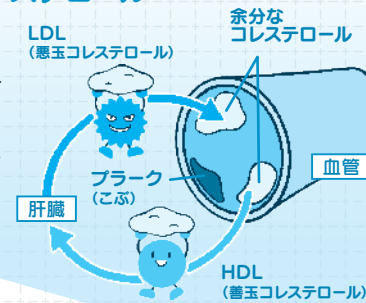 LDL
（悪玉コレステロール）
余分な
コレステロール
プラーク
（こぶ）
血管
肝臓
HDL
（善玉コレステロール）